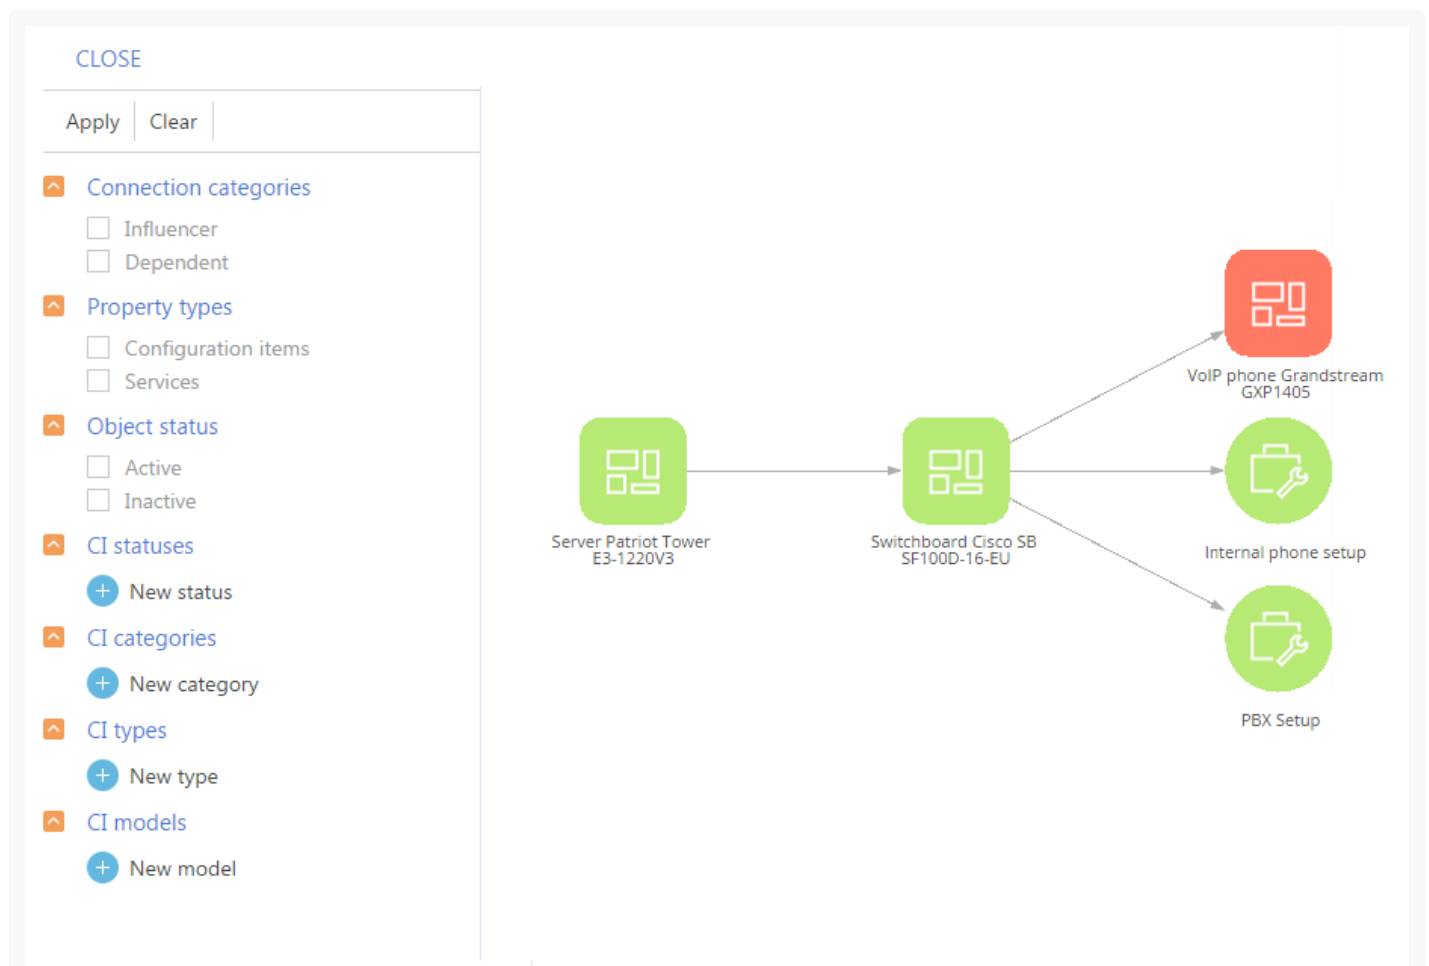 CLOSE
Apply
Clear
Connection categories
Influencer
Dependent
Property types
Configuration items
Services
Object status
Active
Inactive
CI statuses
New status
CI categories
New category
CI types
New type
CI models
New model
Server Patriot Tower
E3-1220V3
Switchboard Cisco SB
SF100D-16-EU
VoIP phone Grandstream
GXP1405
Internal phone setup
PBX Setup